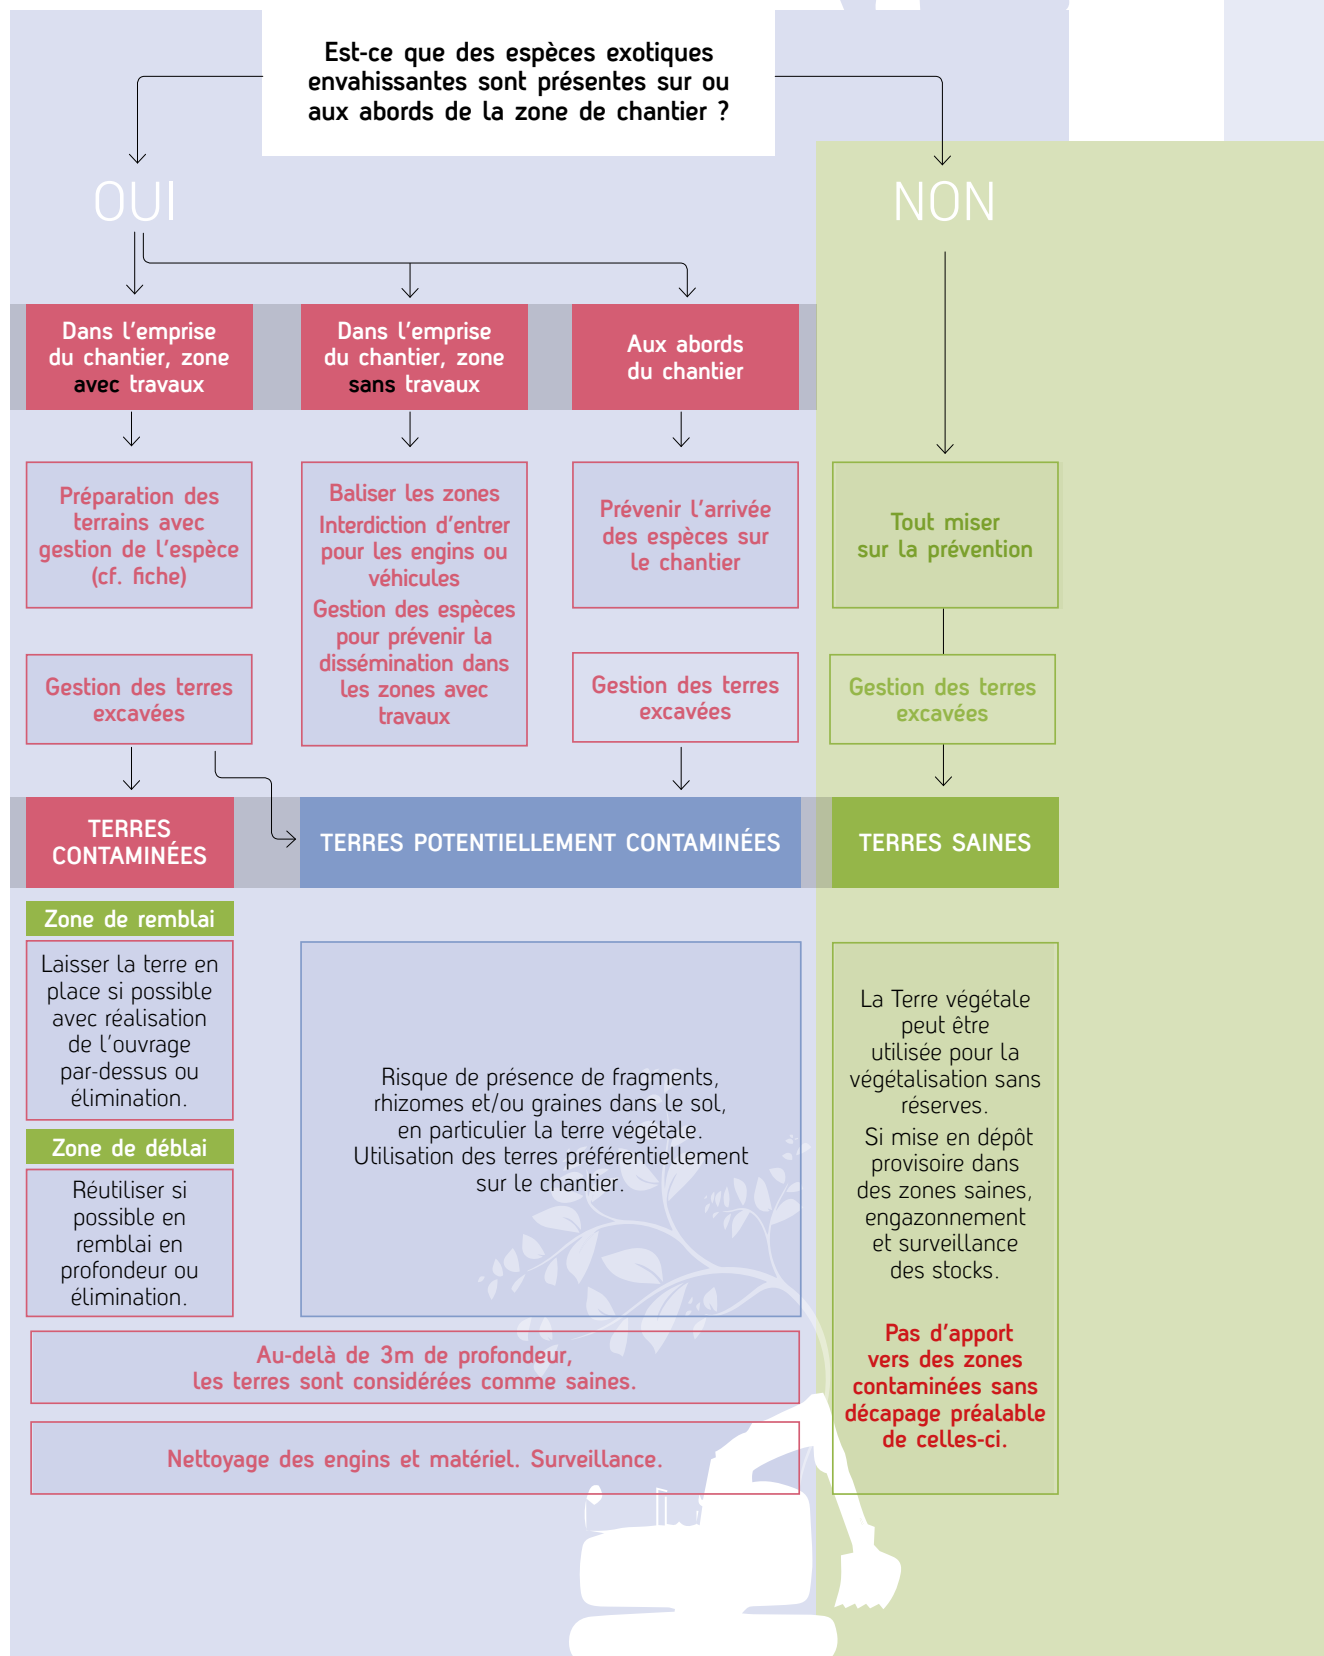 Est-ce que des espèces exotiques
envahissantes sont présentes sur ou
aux abords de la zone de chantier ?
OUI
NON
Dans l'emprise
du chantier, zone
avec travaux
Dans l'emprise
du chantier, zone
sans travaux
Aux abords
du chantier
Préparation des
terrains avec
gestion de l'espèce
(cf. fiche)
Baliser les zones
Interdiction d'entrer
pour les engins ou
véhicules
Gestion des espèces
pour prévenir la
dissémination dans
les zones avec
travaux
Prévenir l'arrivée
des espèces sur
le chantier
Tout miser
sur la prévention
Gestion des terres
excavées
Gestion des terres
excavées
Gestion des terres
excavées
TERRES
CONTAMINÉES
TERRES POTENTIELLEMENT CONTAMINÉES
TERRES SAINES
Zone de remblai
Laisser la terre en
place si possible
avec réalisation
de l'ouvrage
par-dessus ou
élimination.
Zone de déblai
Réutiliser si
possible en
remblai en
profondeur ou
élimination.
Risque de présence de fragments,
rhizomes et/ou graines dans le sol,
en particulier la terre végétale.
Utilisation des terres préférentiellement
sur le chantier.
La Terre végétale
peut être
utilisée pour la
végétalisation sans
réserves.
Si mise en dépôt
provisoire dans
des zones saines,
engazonnement
et surveillance
des stocks.
Pas d'apport
vers des zones
contaminées sans
décapage préalable
de celles-ci.
Au-delà de 3m de profondeur,
les terres sont considérées comme saines.
Nettoyage des engins et matériel. Surveillance.